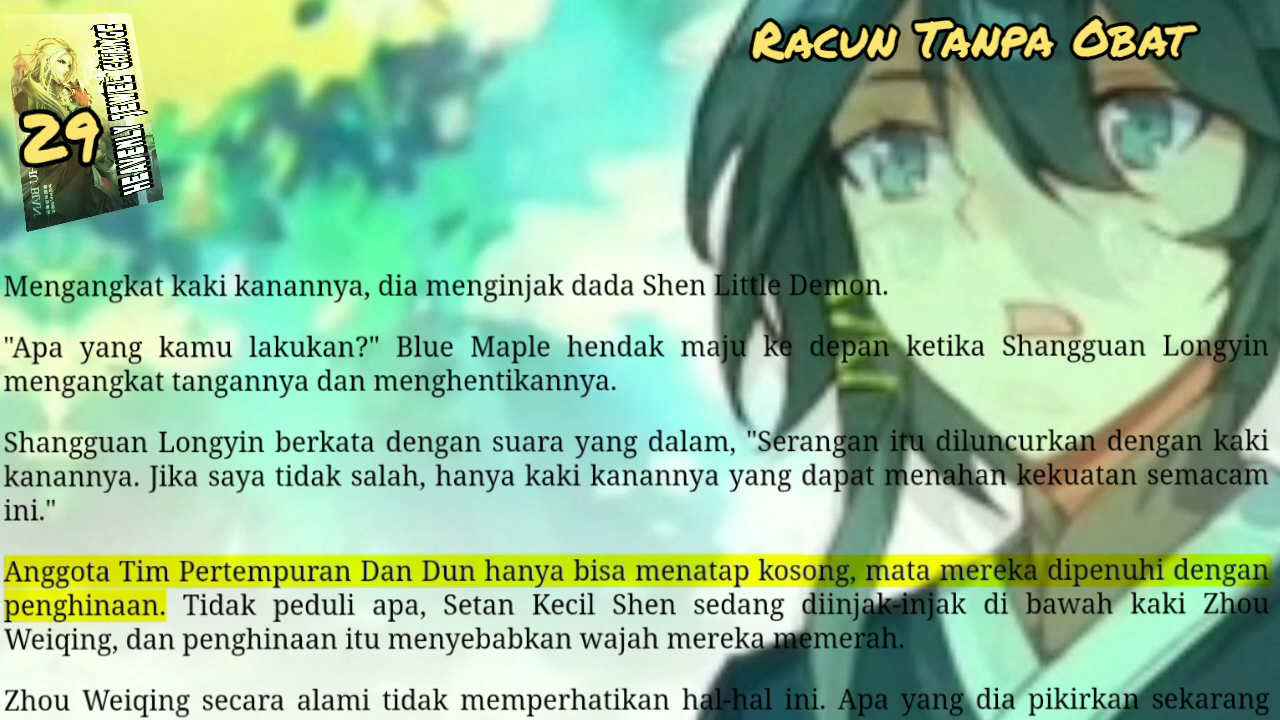 Racun Tanpa Obat
HEAVENLY JEWEL CHANGE
29
Mengangkat kaki kanannya, dia menginjak dada Shen Little Demon.
"Apa yang kamu lakukan?" Blue Maple hendak maju ke depan ketika Shangguan Longyin
mengangkat tangannya dan menghentikannya.
Shangguan Longyin berkata dengan suara yang dalam, "Serangan itu diluncurkan dengan kaki
kanannya. Jika saya tidak salah, hanya kaki kanannya yang dapat menahan kekuatan semacam
ini."
Anggota Tim Pertempuran Dan Dun hanya bisa menatap kosong, mata mereka dipenuhi dengan
penghinaan. Tidak peduli apa, Setan Kecil Shen sedang diinjak-injak di bawah kaki Zhou
Weiqing, dan penghinaan itu menyebabkan wajah mereka memerah.
Zhou Weiqing secara alami tidak memperhatikan hal-hal ini. Apa yang dia pikirkan sekarang